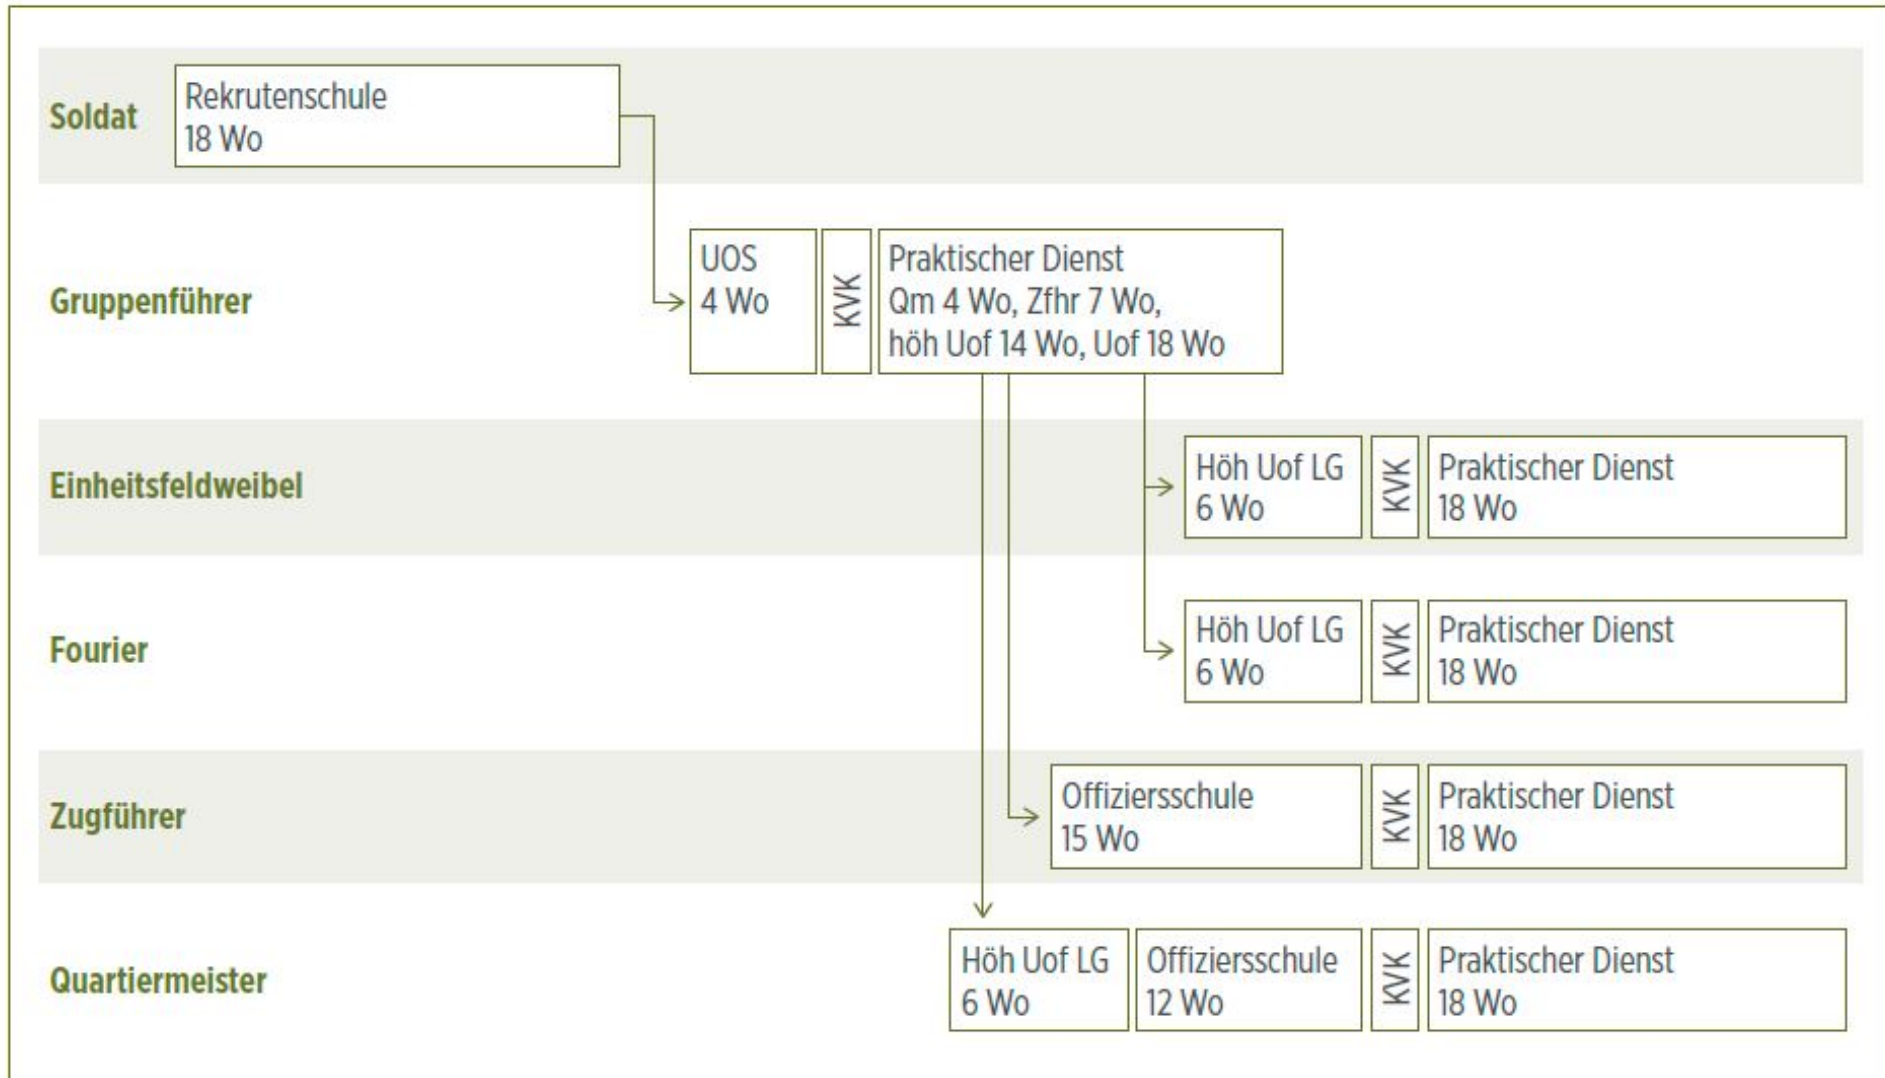 Soldat
Rekrutenschule
18 Wo
Gruppenführer
UOS
4 Wo
KVK
Praktischer Dienst
Qm 4 Wo, Zfhr 7 Wo,
höh Uof 14 Wo, Uof 18 Wo
Einheitsfeldweibel
Höh Uof LG
6 Wo
KVK
Praktischer Dienst
18 Wo
Fourier
Höh Uof LG
6 Wo
KVK
Praktischer Dienst
18 Wo
Zugführer
Offiziersschule
15 Wo
KVK
Praktischer Dienst
18 Wo
Quartiermeister
Höh Uof LG
6 Wo
Offiziersschule
12 Wo
KVK
Praktischer Dienst
18 Wo